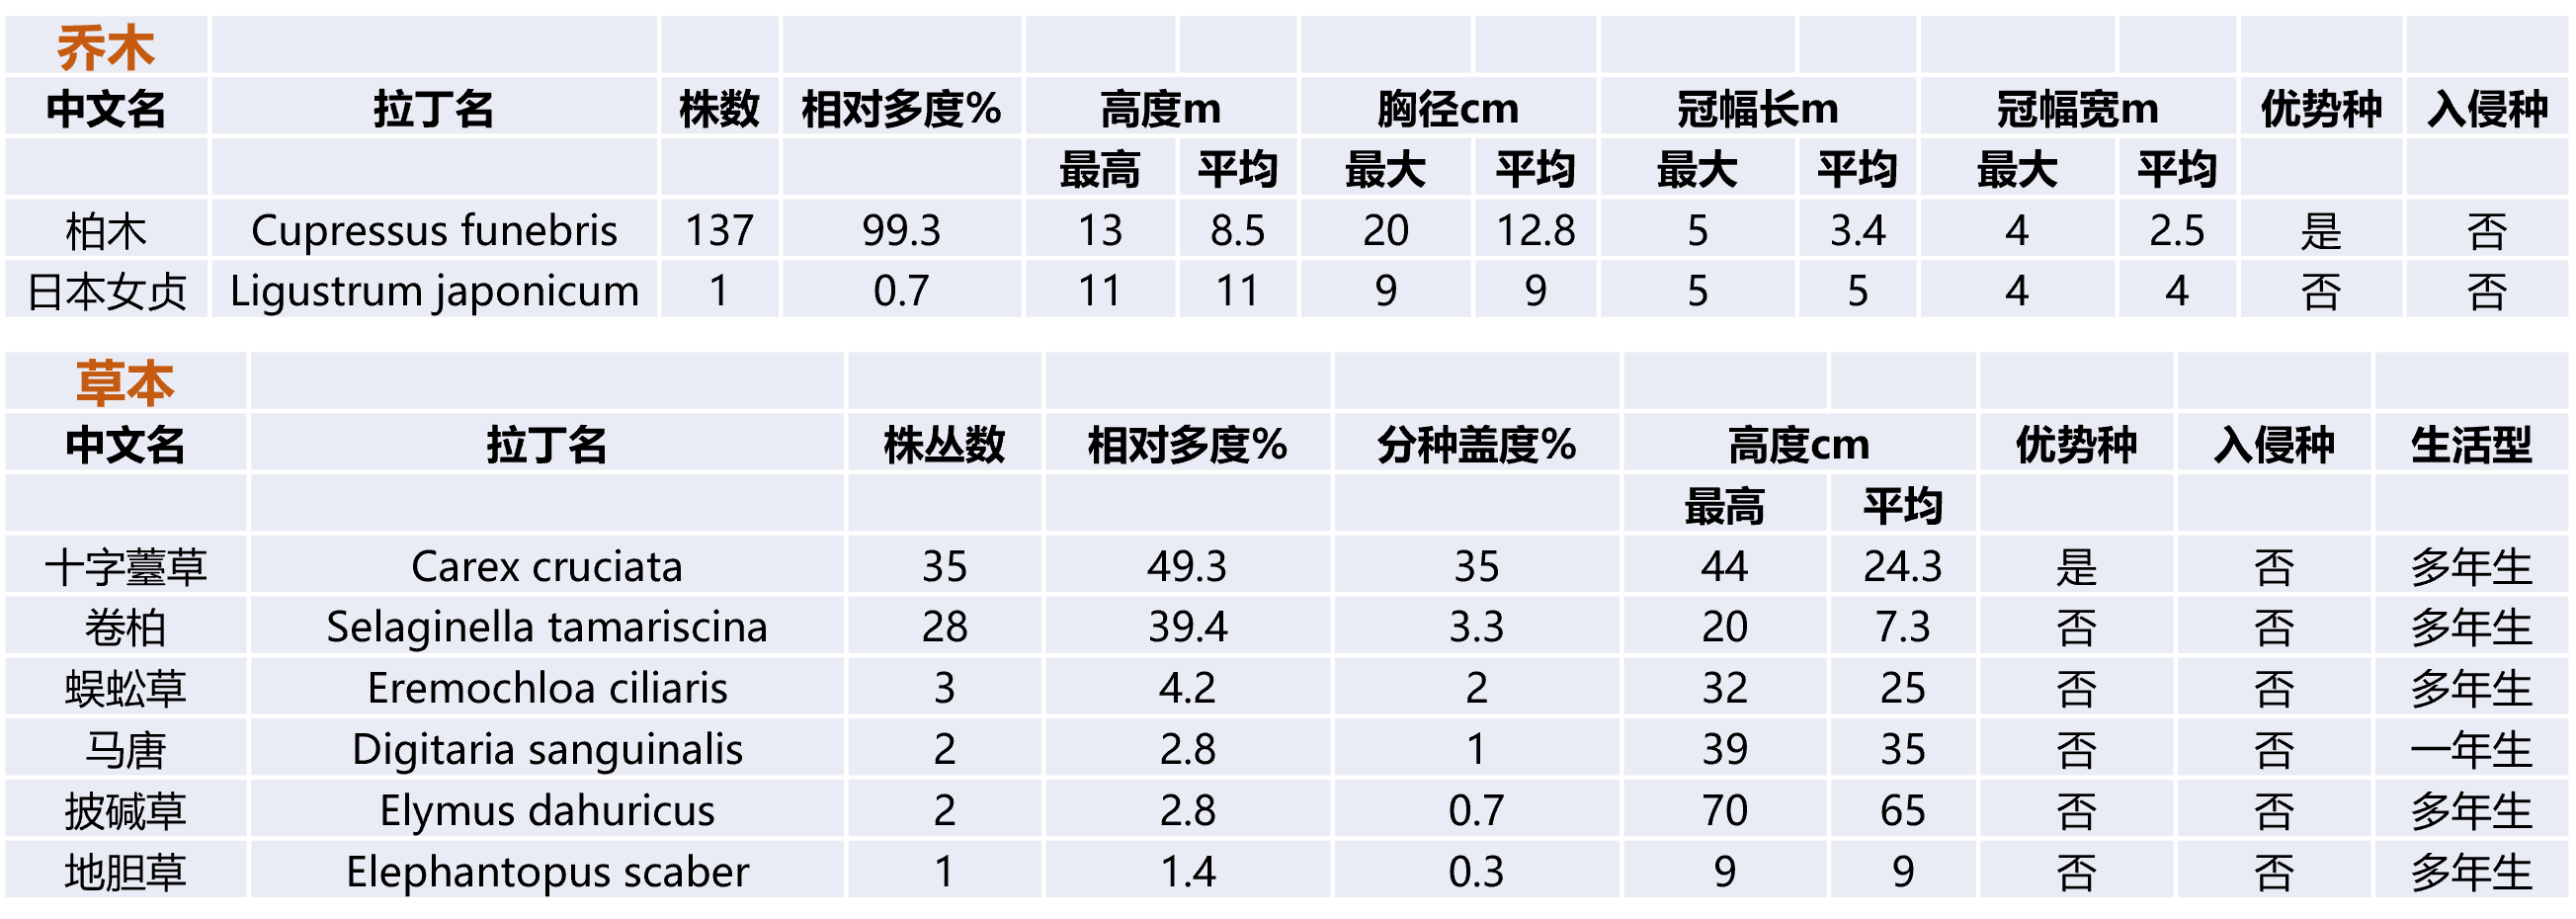 乔木
中文名 拉丁名 株数 相对多度% 高度m 胸径cm 冠幅长m 冠幅宽m 优势种 入侵种
最高 平均 最大 平均 最大 平均 最大 平均
柏木 Cupressus funebris 137 99.3 13 8.5 20 12.8 5 3.4 4 2.5 是 否
日本女贞 Ligustrum japonicum 1 0.7 11 11 9 9 5 5 4 4 否 否
草本
中文名 拉丁名 株丛数 相对多度% 分种盖度% 高度cm 优势种 入侵种 生活型
最高 平均
十字薹草 Carex cruciata 35 49.3 35 44 24.3 是 否 多年生
卷柏 Selaginella tamariscina 28 39.4 3.3 20 7.3 否 否 多年生
蜈蚣草 Eremochloa ciliaris 3 4.2 2 32 25 否 否 多年生
马唐 Digitaria sanguinalis 2 2.8 1 39 35 否 否 一年生
披碱草 Elymus dahuricus 2 2.8 0.7 70 65 否 否 多年生
地胆草 Elephantopus scaber 1 1.4 0.3 9 9 否 否 多年生